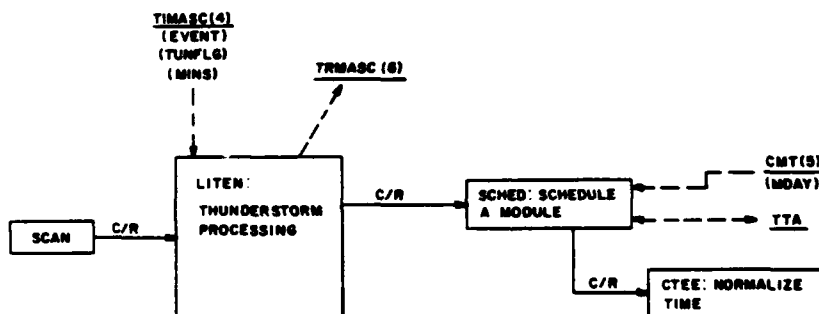 TIMASC(4)
(EVENT)
(TUNFLG)
(MINS)
TRMASC (6)
LITEN:
THUNDERSTORM
PROCESSING
C/R
SCHED: SCHEDULE
A MODULE
CMT(5)
(MDAY)
TTA
SCAN
C/R
C/R
CTEE: NORMALIZE
TIME